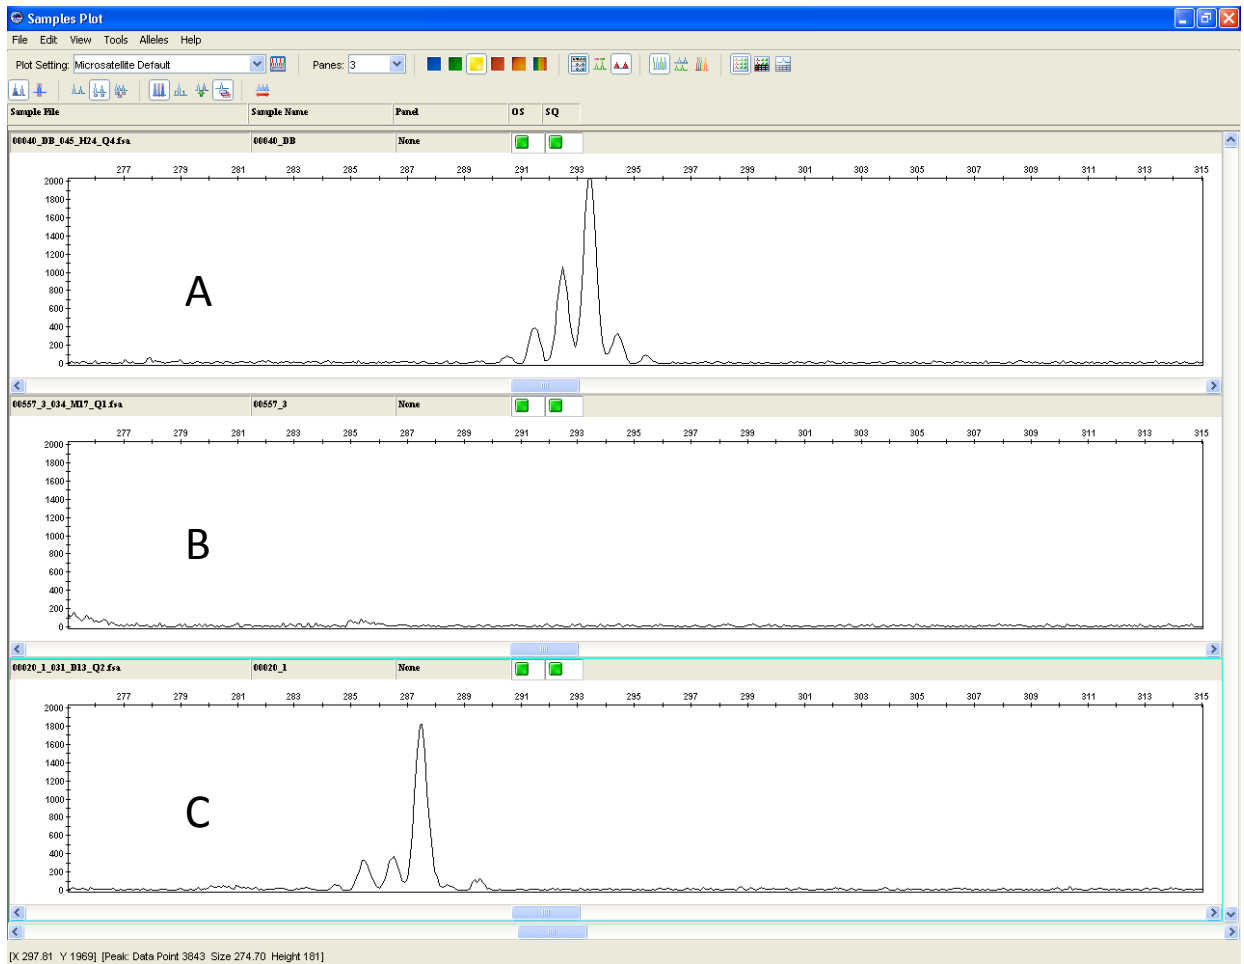 Samples Plot
File Edit View Tools Alleles Help
Plot Setting: Microsatellite Default Panes: 3
Sample File Sample Name Panel OS SQ
00040_DB_045_H24_Q4.fsa 00040_DB None
277 279 281 283 285 287 289 291 293 295 297 299 301 303 305 307 309 311 313 315
2000
1800
1600
1400
1200
1000
800
600
400
200
0
A
00557_3_034_M17_Q1.fsa 00557_3 None
277 279 281 283 285 287 289 291 293 295 297 299 301 303 305 307 309 311 313 315
2000
1800
1600
1400
1200
1000
800
600
400
200
0
B
00020_1_031_D13_Q2.fsa 00020_1 None
277 279 281 283 285 287 289 291 293 295 297 299 301 303 305 307 309 311 313 315
2000
1800
1600
1400
1200
1000
800
600
400
200
0
C
[X 297.81 Y 1969] [Peak: Data Point 3843 Size 274.70 Height 181]